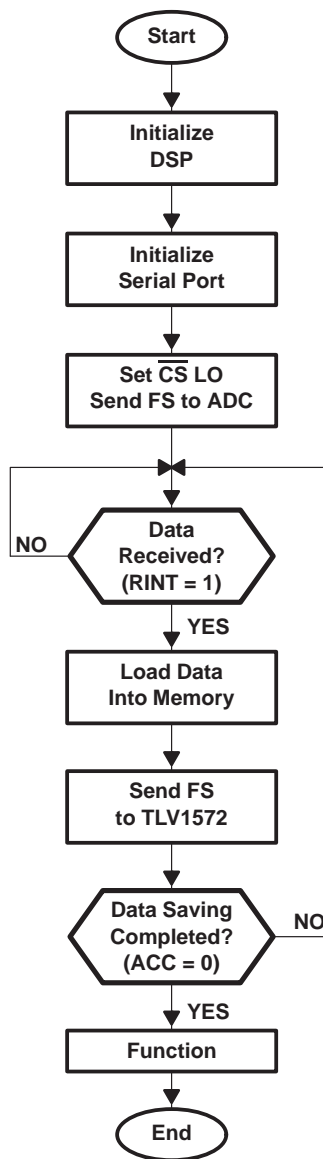 Start
Initialize
DSP
Initialize
Serial Port
Set C̅S̅ LO
Send FS to ADC
NO
Data
Received?
(RINT = 1)
YES
Load Data
Into Memory
Send FS
to TLV1572
Data Saving
Completed?
(ACC = 0)
NO
YES
Function
End